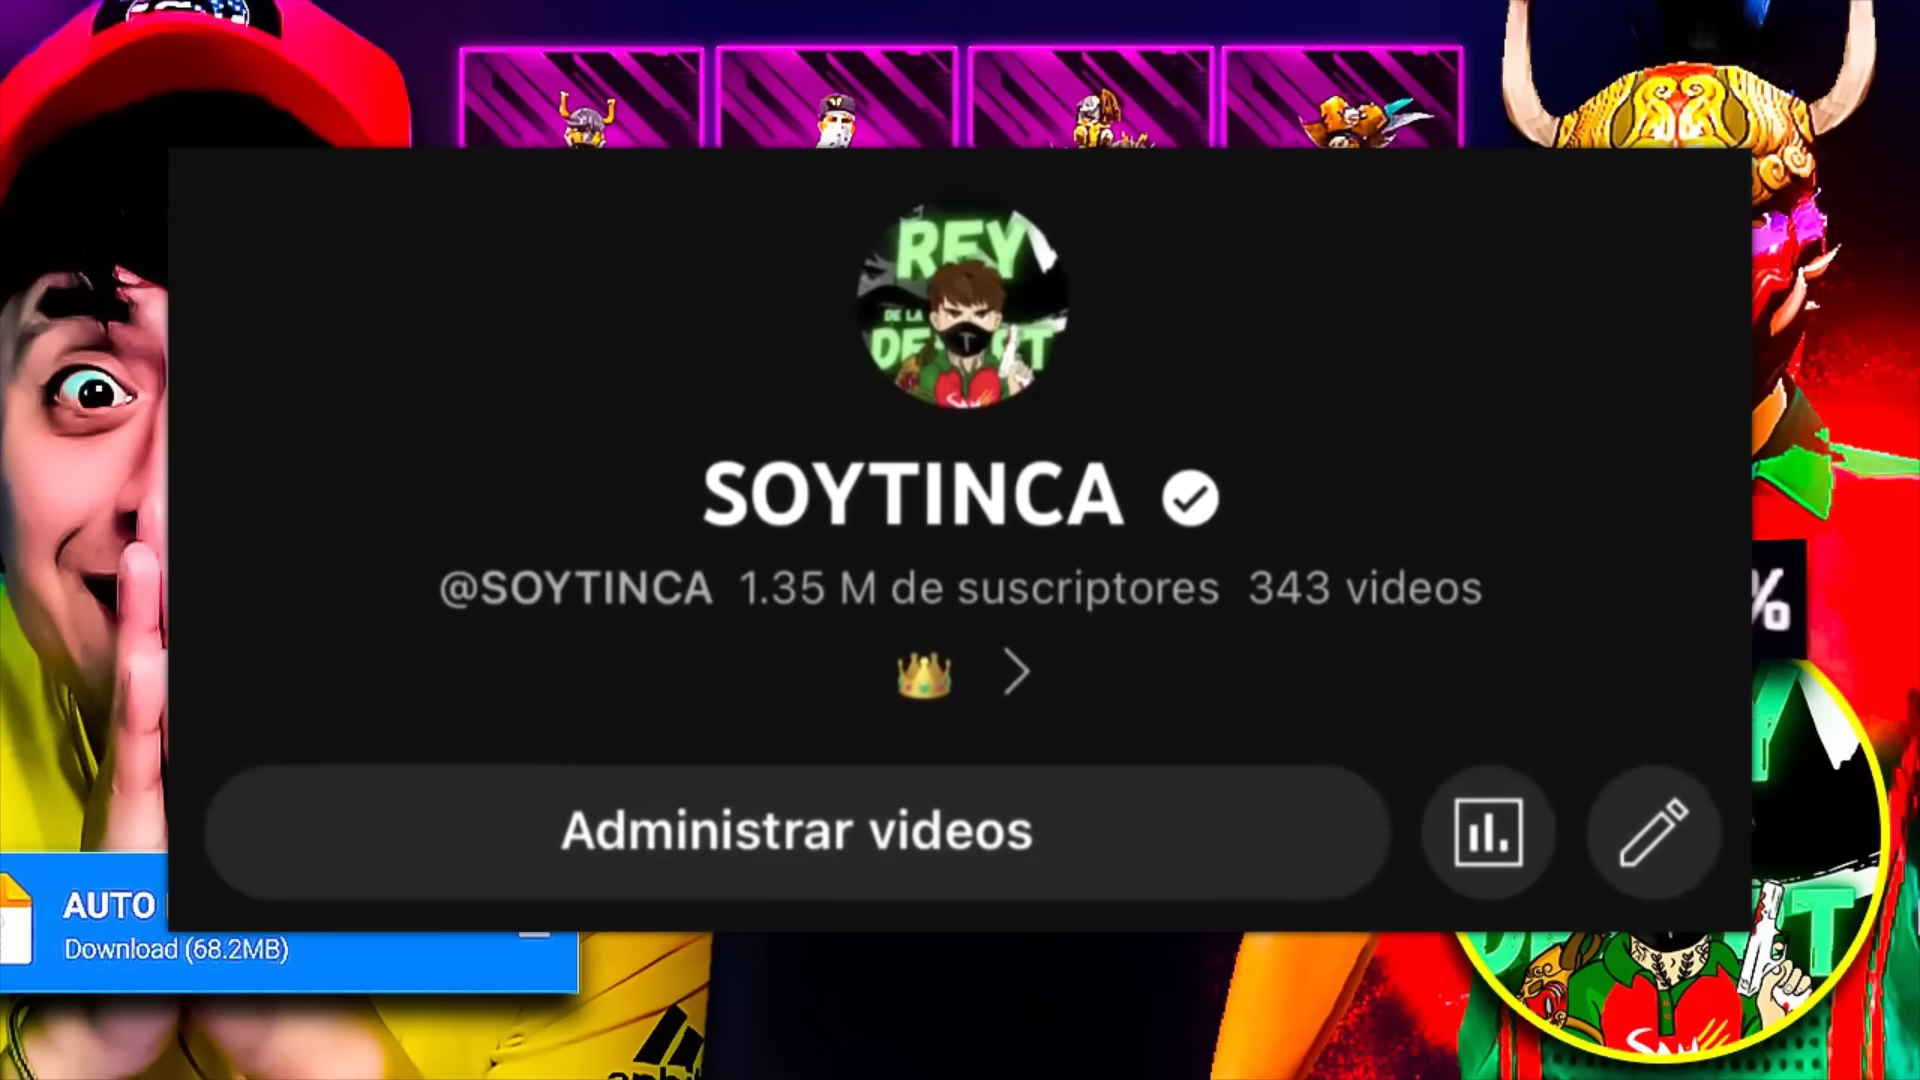 REY
DE LA
SOYTINCA
@SOYTINCA 1.35 M de suscriptores 343 videos
Administrar videos
%
AUTO
Download (68.2MB)